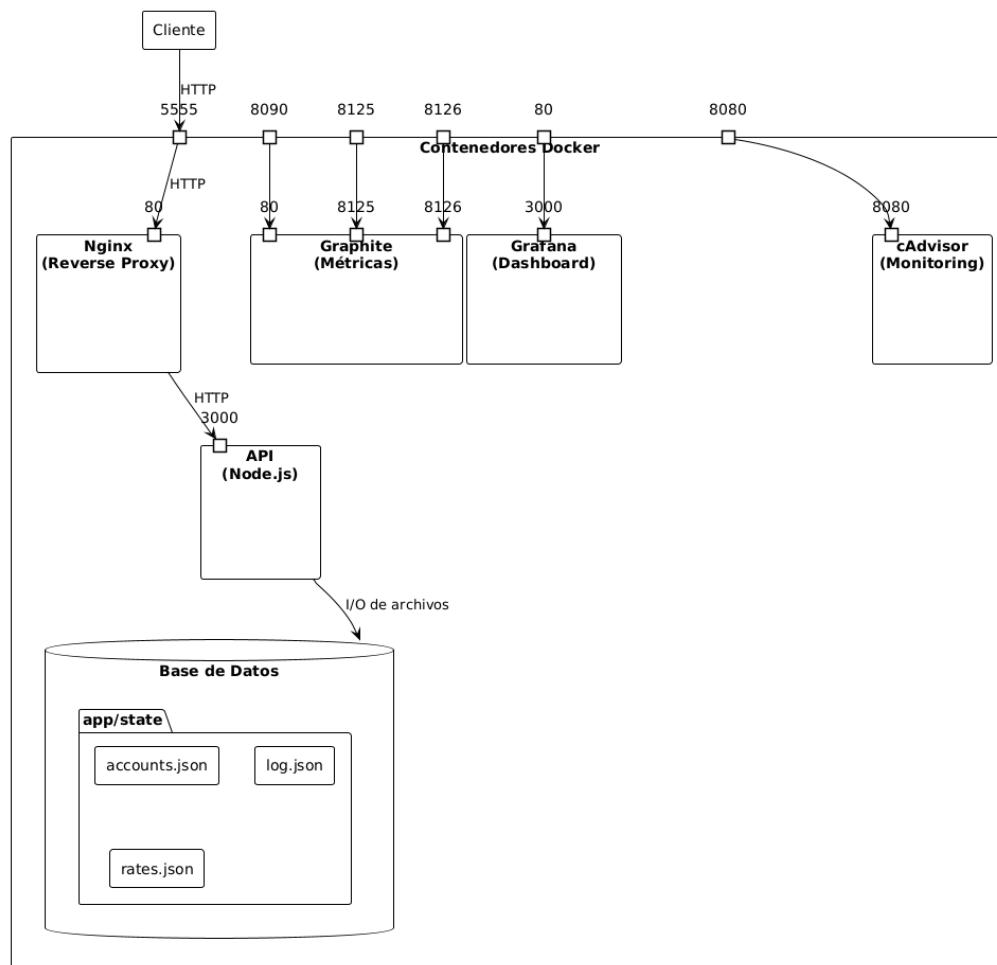 Cliente
HTTP
5555
8090
8125
8126
80
8080
Contenedores Docker
HTTP
80
80
8125
8126
3000
8080
Nginx
(Reverse Proxy)
Graphite
(Métricas)
Grafana
(Dashboard)
cAdvisor
(Monitoring)
HTTP
3000
API
(Node.js)
I/O de archivos
Base de Datos
app/state
accounts.json
log.json
rates.json